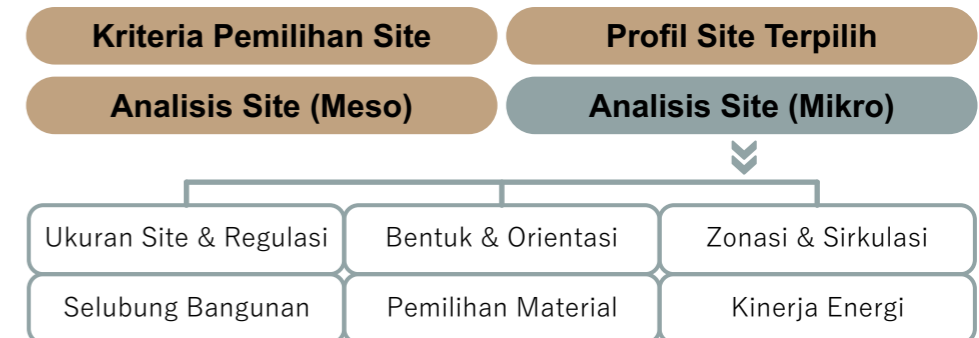 Kriteria Pemilihan Site
Profil Site Terpilih
Analisis Site (Meso)
Analisis Site (Mikro)
Ukuran Site & Regulasi
Bentuk & Orientasi
Zonasi & Sirkulasi
Selubung Bangunan
Pemilihan Material
Kinerja Energi